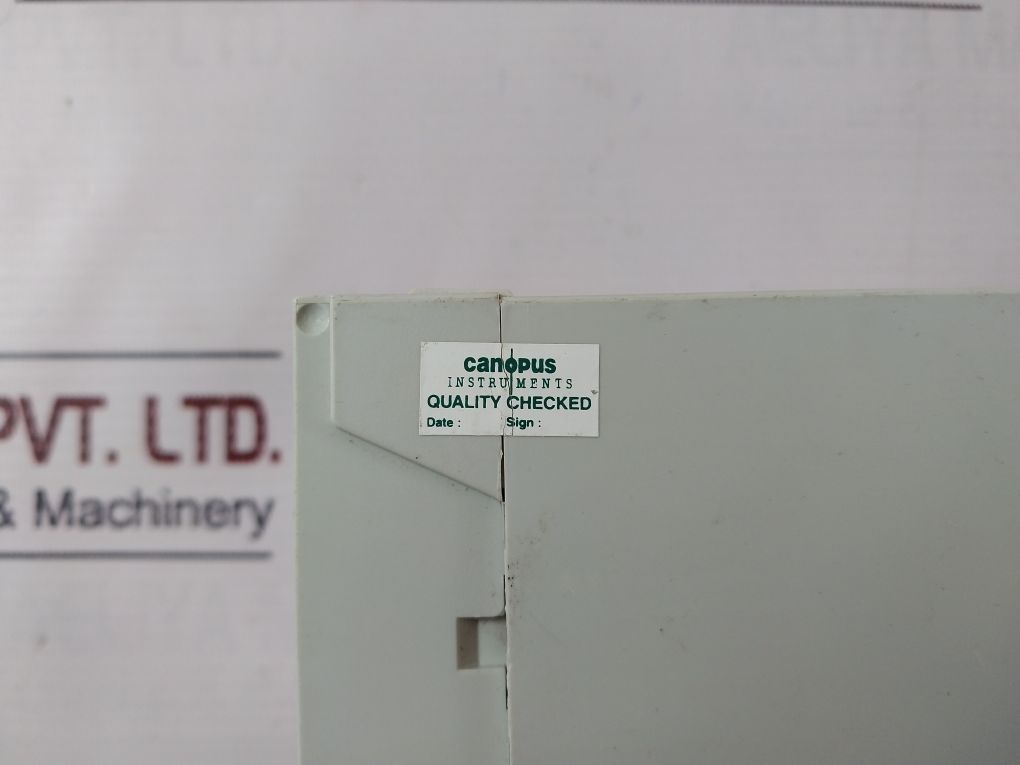 canopus
INSTRUMENTS
QUALITY CHECKED
Date : Sign :
PVT. LTD.
& Machinery